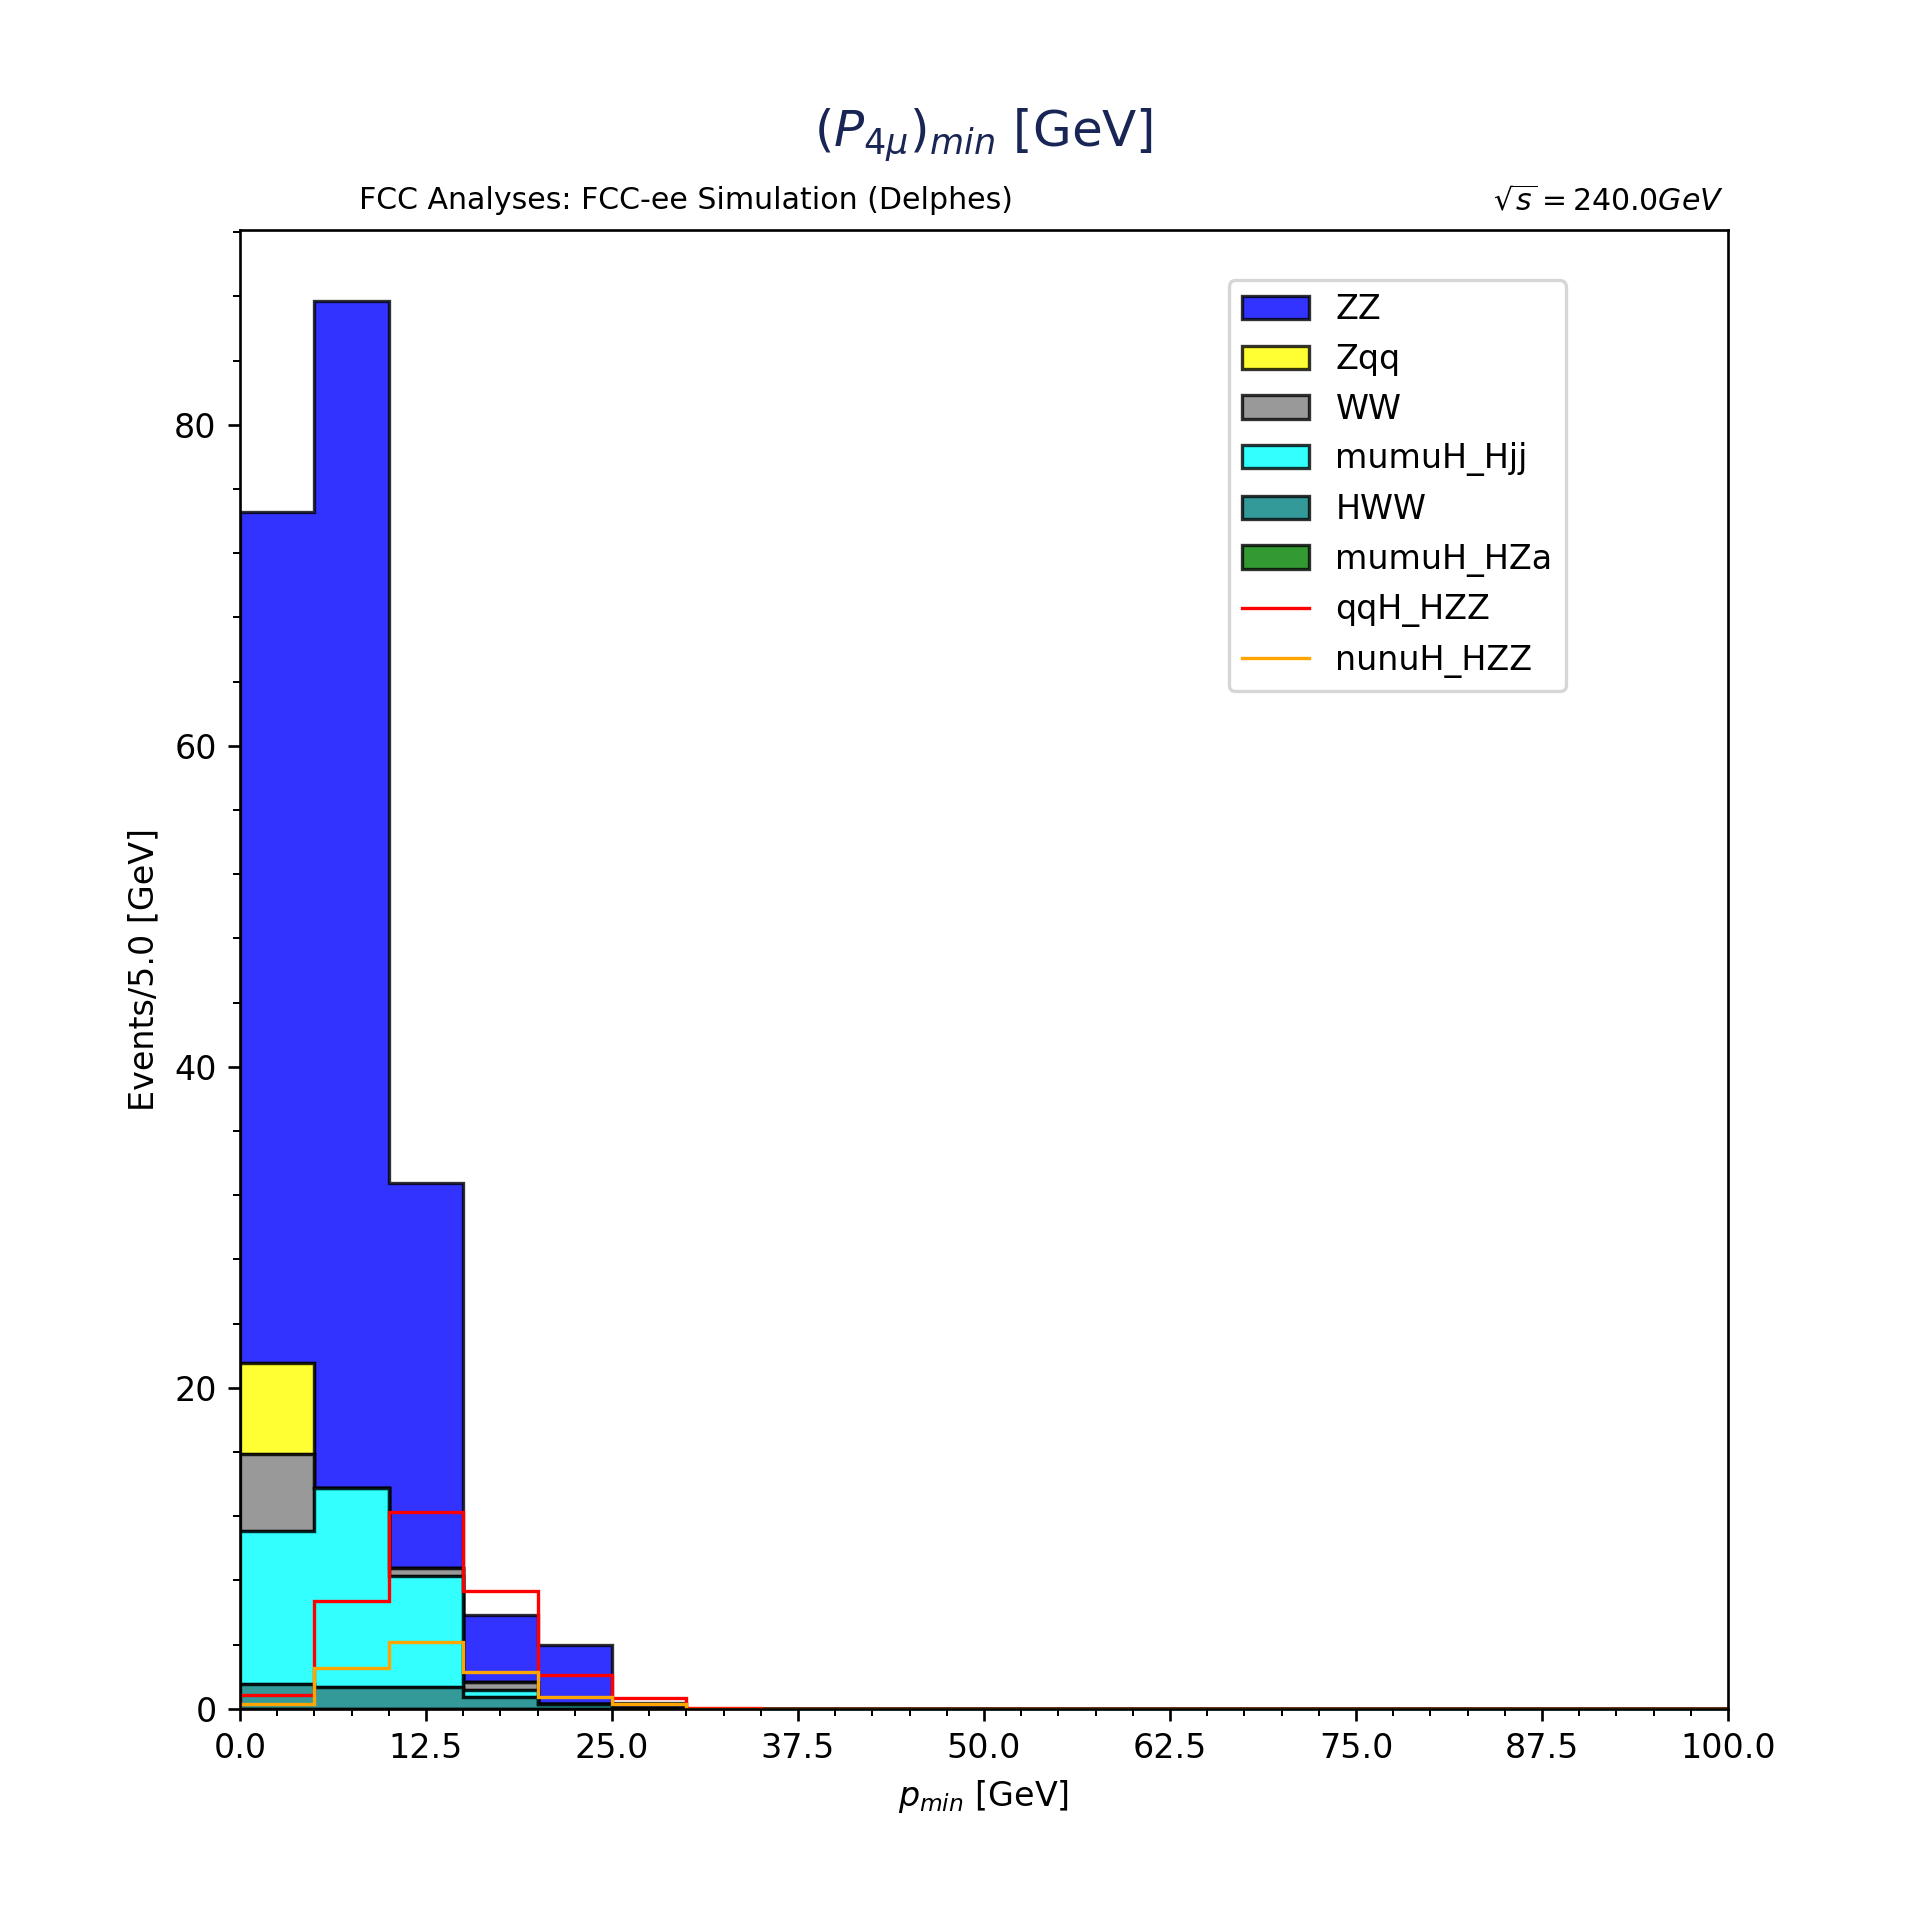 (P₄μ)min [GeV]
FCC Analyses: FCC-ee Simulation (Delphes)
√s = 240.0GeV
ZZ
Zqq
WW
mumuH_Hjj
HWW
mumuH_HZa
qqH_HZZ
nunuH_HZZ
80
60
40
20
0
Events/5.0 [GeV]
0.0 12.5 25.0 37.5 50.0 62.5 75.0 87.5 100.0
pmin [GeV]